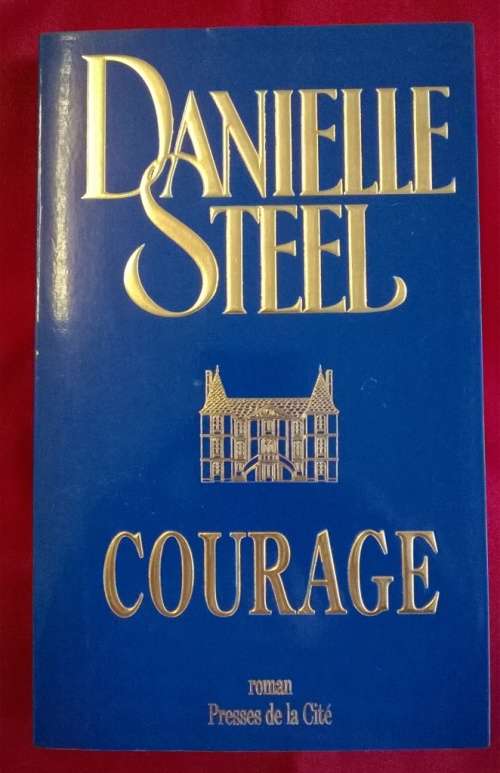 DANIELLE
STEEL
COURAGE
roman
Presses de la Cité